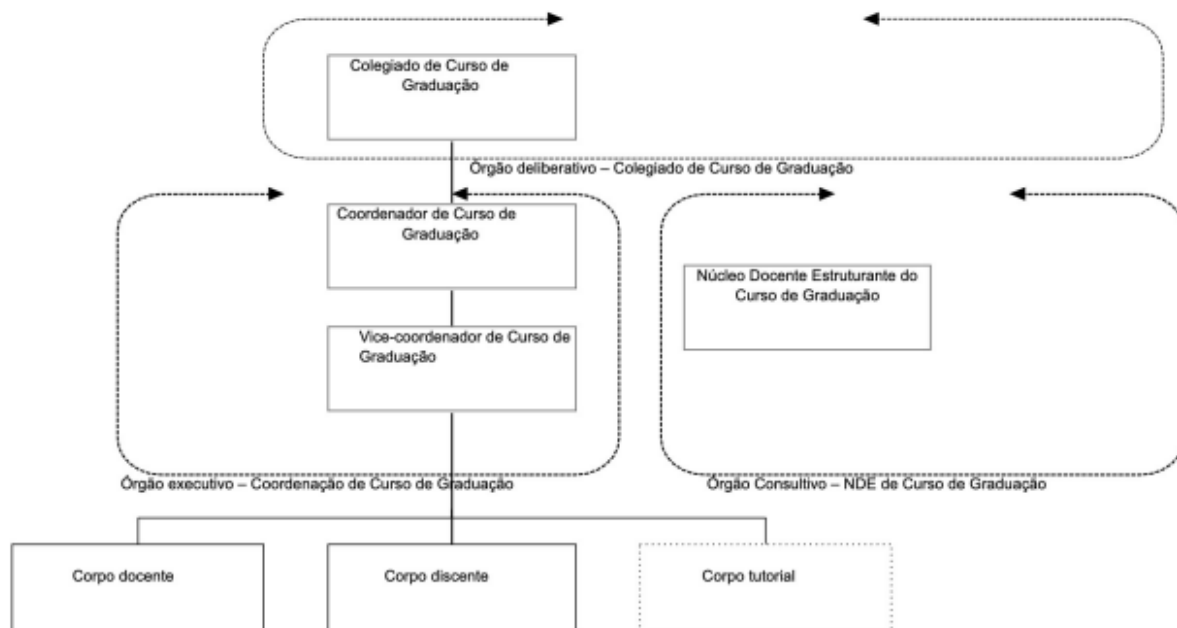 Colegiado de Curso de
Graduação
Órgão deliberativo – Colegiado de Curso de Graduação
Coordenador de Curso de
Graduação
Núcleo Docente Estruturante do
Curso de Graduação
Vice-coordenador de Curso de
Graduação
Órgão executivo – Coordenação de Curso de Graduação
Órgão Consultivo – NDE de Curso de Graduação
Corpo docente
Corpo discente
Corpo tutorial